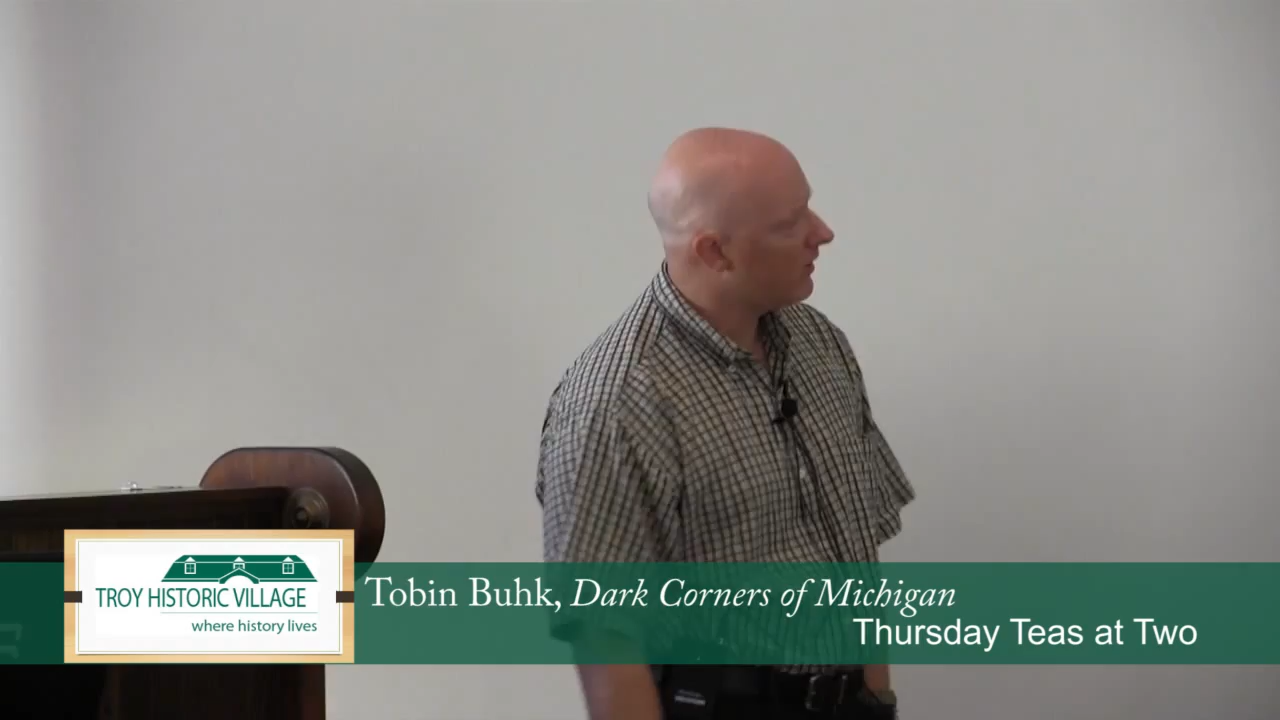 TROY HISTORIC VILLAGE
where history lives
Tobin Buhk, Dark Corners of Michigan
Thursday Teas at Two